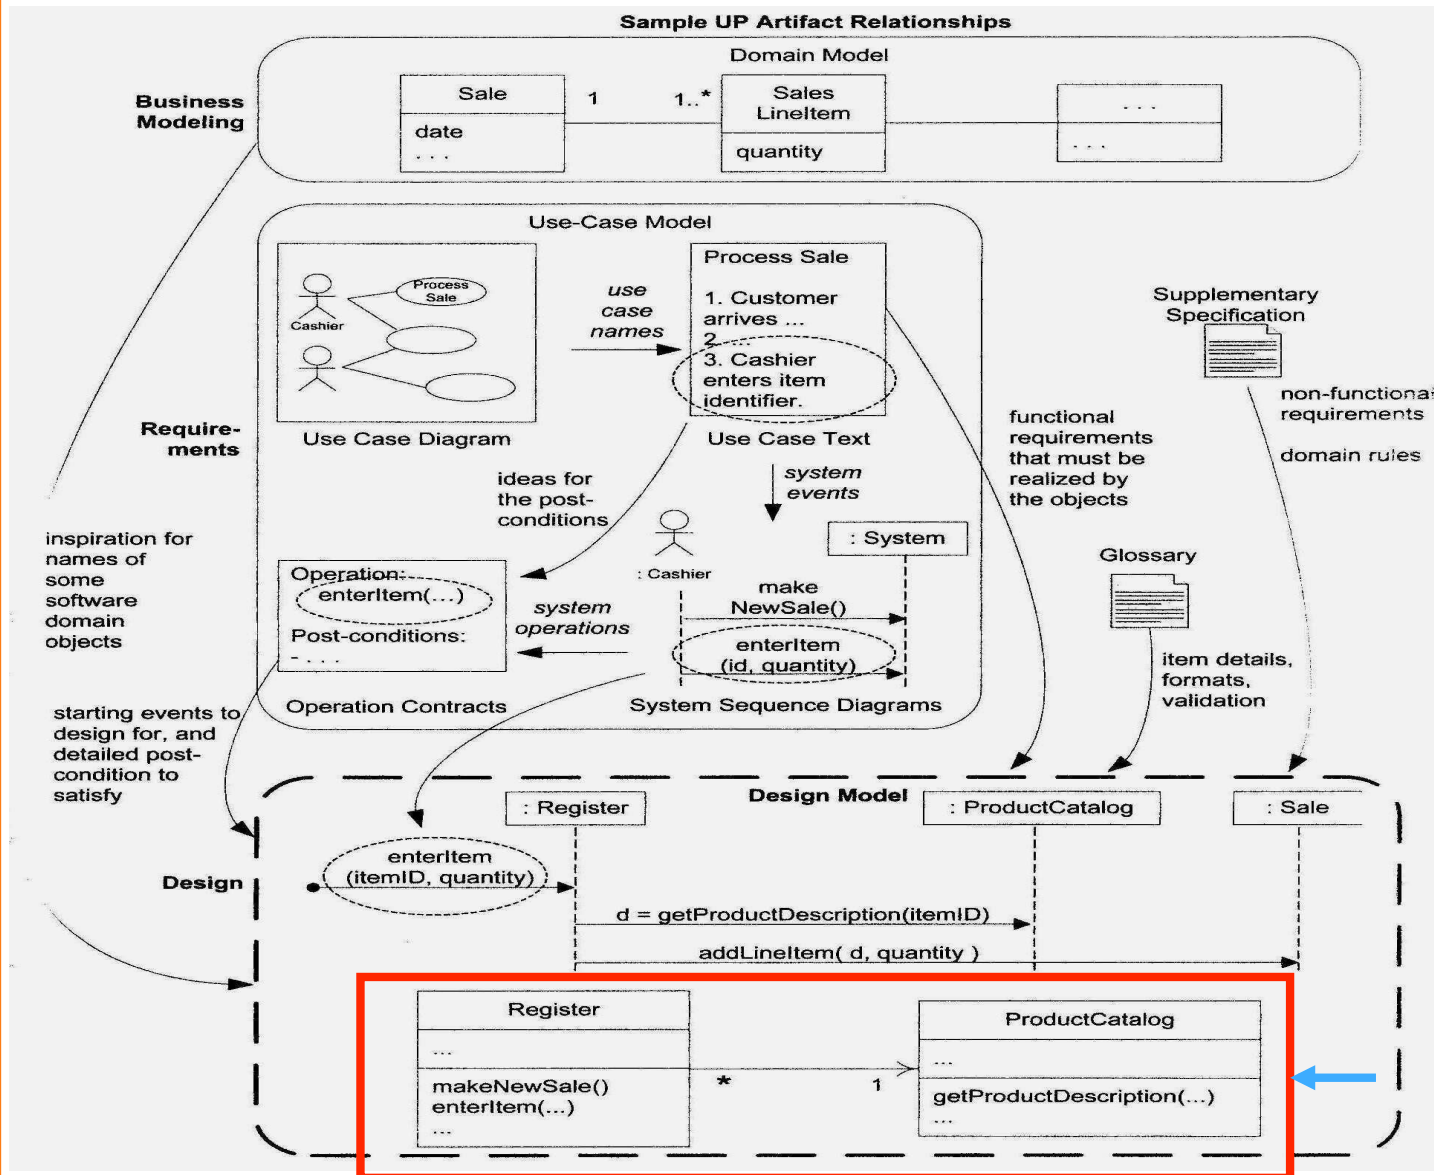 Sample UP Artifact Relationships
Domain Model
Business
Modeling
Sale
date
. . .
1
1..*
Sales
LineItem
quantity
. . .
. . .
Use-Case Model
Process
Sale
Cashier
Use Case Diagram
use
case
names
Process Sale
1. Customer
arrives ...
2. ...
3. Cashier
enters item
identifier.
Use Case Text
Require-
ments
ideas for
the post-
conditions
system
events
: Cashier
: System
make
NewSale()
enterItem
(id, quantity)
System Sequence Diagrams
system
operations
Operation:
enterItem(...)
Post-conditions:
- . . .
Operation Contracts
functional
requirements
that must be
realized by
the objects
Supplementary
Specification
non-functional
requirements
domain rules
Glossary
item details,
formats,
validation
inspiration for
names of
some
software
domain
objects
starting events to
design for, and
detailed post-
condition to
satisfy
Design Model
Design
: Register
: ProductCatalog
: Sale
enterItem
(itemID, quantity)
d = getProductDescription(itemID)
addLineItem( d, quantity )
Register
...
makeNewSale()
enterItem(...)
...
*
1
ProductCatalog
...
getProductDescription(...)
...